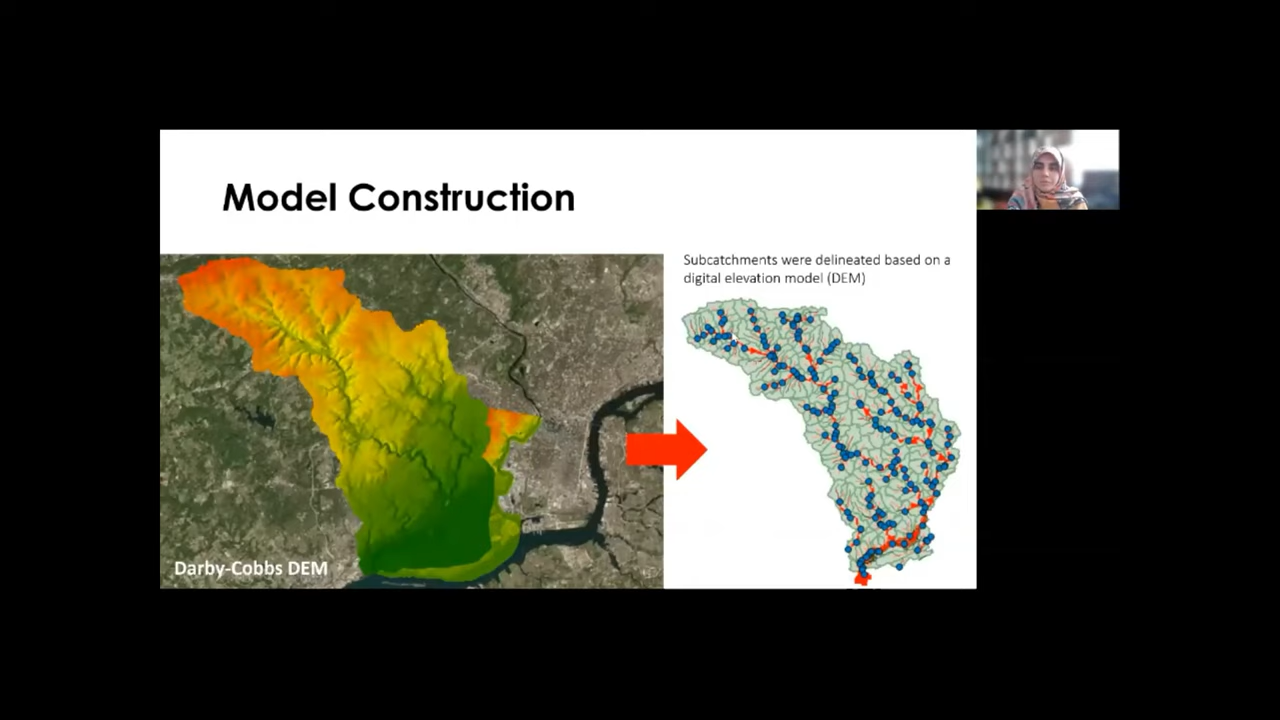 Model Construction
Subcatchments were delineated based on a
digital elevation model (DEM)
Darby-Cobbs DEM